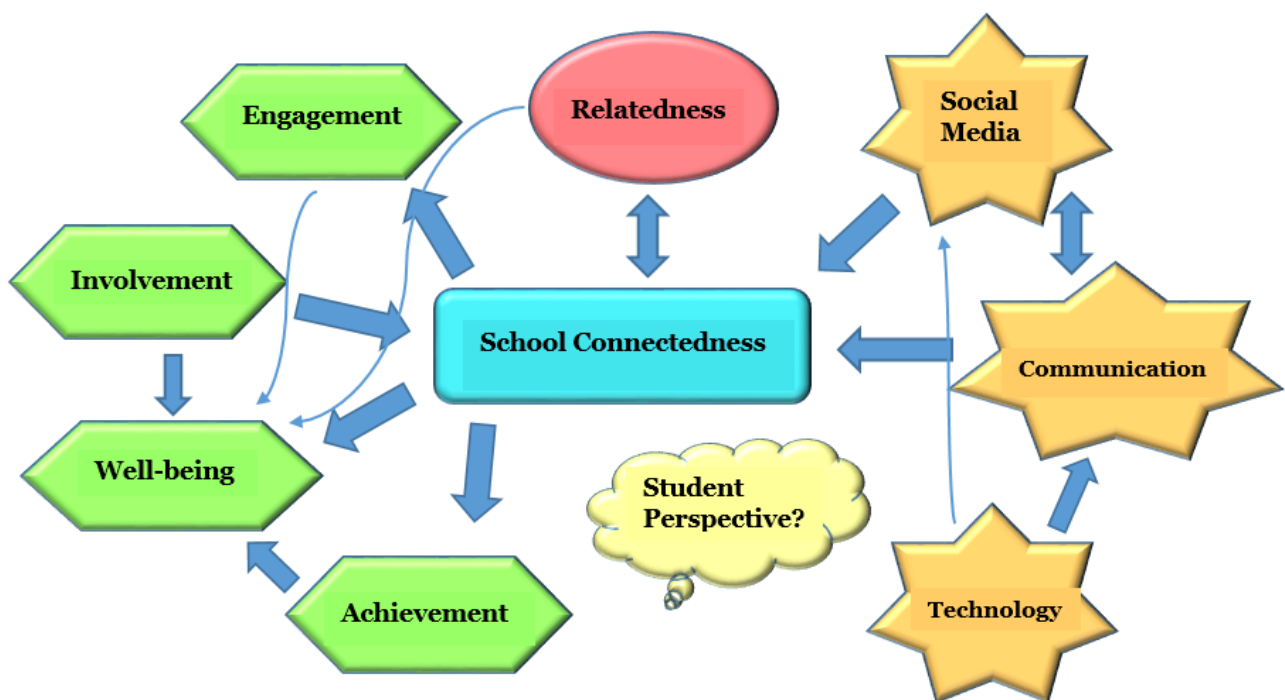 Engagement
Relatedness
Social
Media
Involvement
School Connectedness
Communication
Well-being
Student
Perspective?
Achievement
Technology